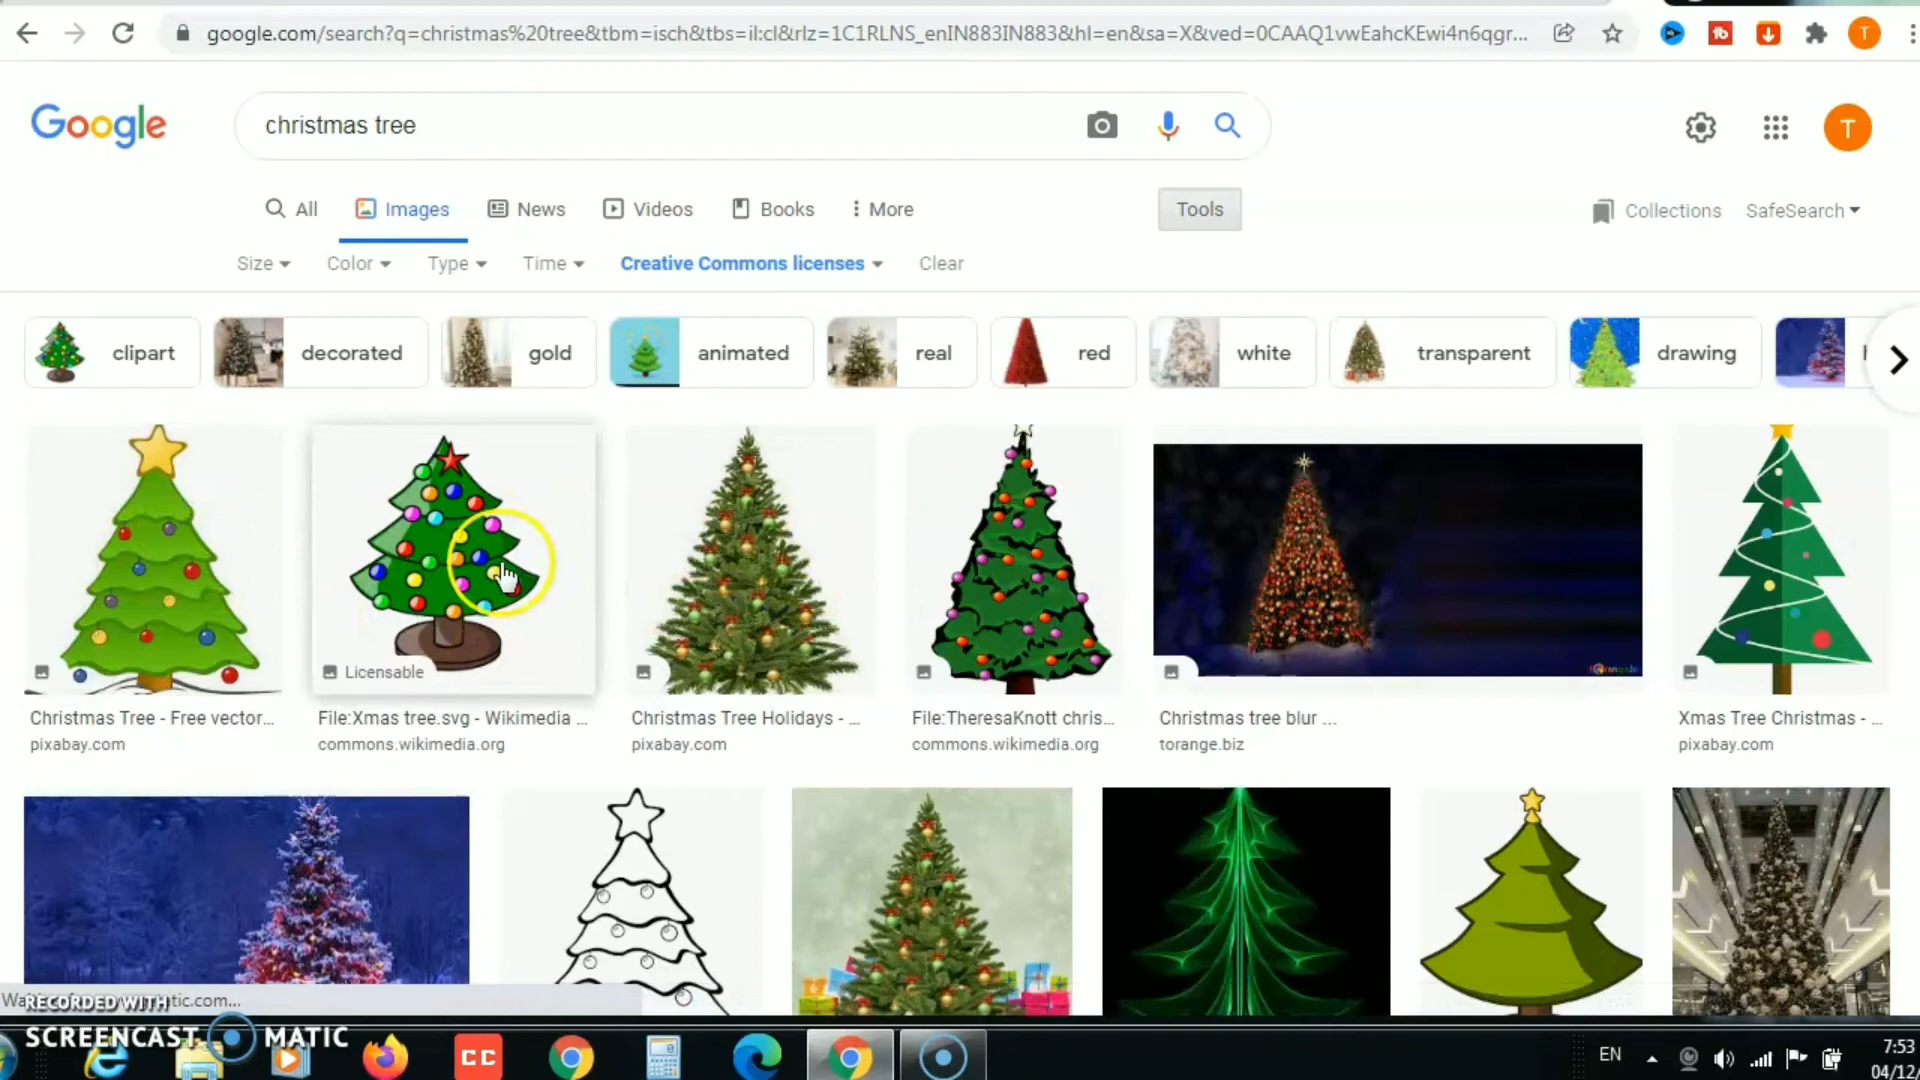 google.com/search?q=christmas%20tree&tbm=isch&tbs=il:cl&rlz=1C1RLNS_enIN883IN883&hl=en&sa=X&ved=0CAAQ1vwEahcKEwi4n6qgr...
T
Google
christmas tree
T
All
Images
News
Videos
Books
More
Tools
Collections
SafeSearch
Size
Color
Type
Time
Creative Commons licenses
Clear
clipart
decorated
gold
animated
real
red
white
transparent
drawing
Licensable
Christmas Tree - Free vector...
pixabay.com
File:Xmas tree.svg - Wikimedia ...
commons.wikimedia.org
Christmas Tree Holidays - ...
pixabay.com
File:TheresaKnott chris...
commons.wikimedia.org
Christmas tree blur ...
torange.biz
Xmas Tree Christmas - ...
pixabay.com
RECORDED WITH
SCREENCAST MATIC
CC
EN
7:53
04/12/